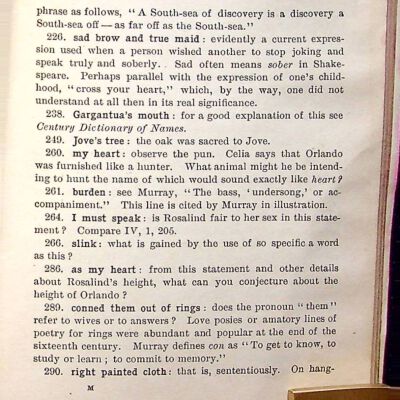 phrase as follows, “ A South-sea of discovery is a discovery a
South-sea off — as far off as the South-sea.”
226. sad brow and true maid : evidently a current expres-
sion used when a person wished another to stop joking and
speak truly and soberly. . Sad often means sober in Shake-
speare. Perhaps parallel with the expression of one's child-
hood, “ cross your heart,” which, by the way, one did not
understand at all then in its real significance.
238. Gargantua's mouth : for a good explanation of this see
Century Dictionary of Names.
249. Jove's tree : the oak was sacred to Jove.
260. my heart : observe the pun. Celia says that Orlando
was furnished like a hunter. What animal might he be intend-
ing to hunt the name of which would sound exactly like heart ?
261. burden : see Murray, “ The bass, ‘ undersong,’ or ac-
companiment.” This line is cited by Murray in illustration.
264. I must speak : is Rosalind fair to her sex in this state-
ment ? Compare IV, 1, 205.
266. slink : what is gained by the use of so specific a word
as this ?
286. as my heart : from this statement and other details
about Rosalind's height, what can you conjecture about the
height of Orlando ?
289. conned them out of rings : does the pronoun “ them ”
refer to wives or to answers ? Love posies or amatory lines of
poetry for rings were abundant and popular at the end of the
sixteenth century. Murray defines con as “ To get to know, to
study or learn ; to commit to memory.”
290. right painted cloth : that is, sententiously. On hang-
M